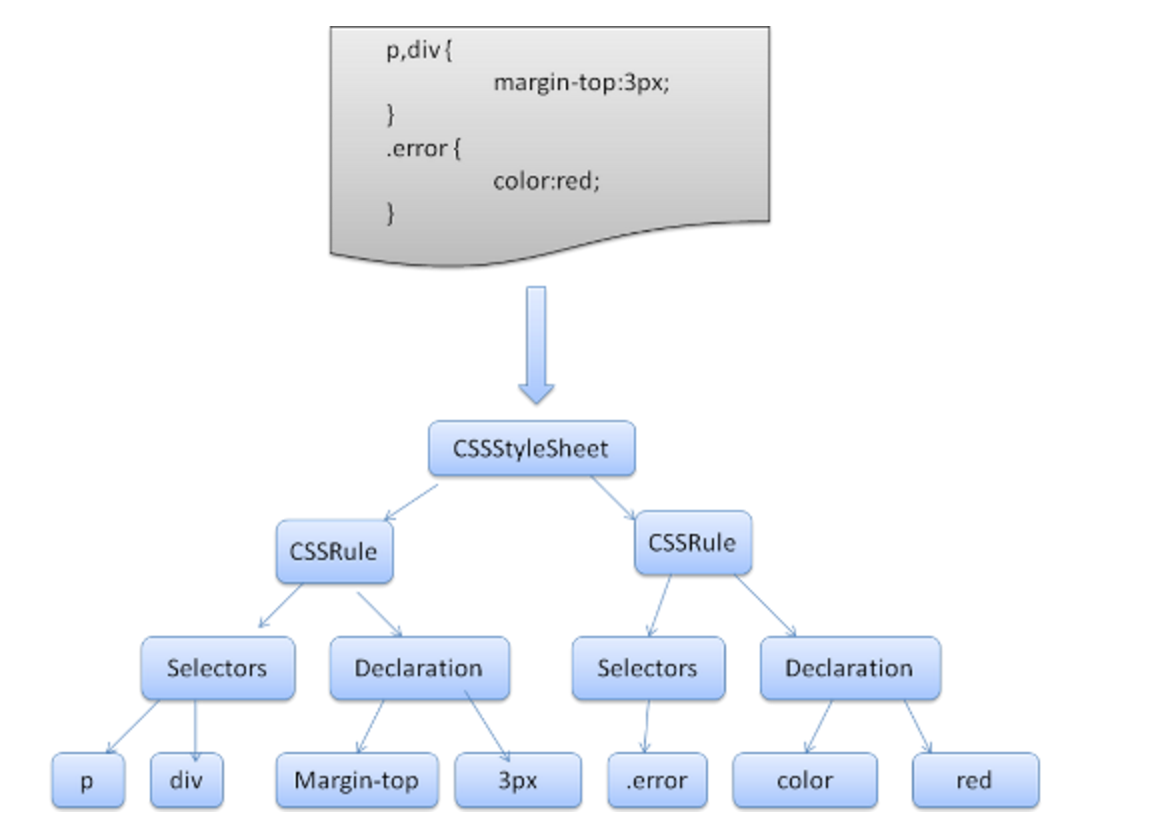 p,div {
margin-top:3px;
}
.error {
color:red;
}
CSSStyleSheet
CSSRule
CSSRule
Selectors
Declaration
Selectors
Declaration
p
div
Margin-top
3px
.error
color
red